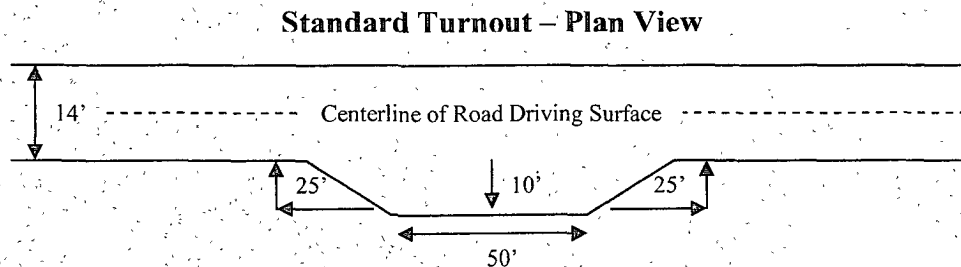 Standard Turnout – Plan View
14'
Centerline of Road Driving Surface
25'
10'
25'
50'